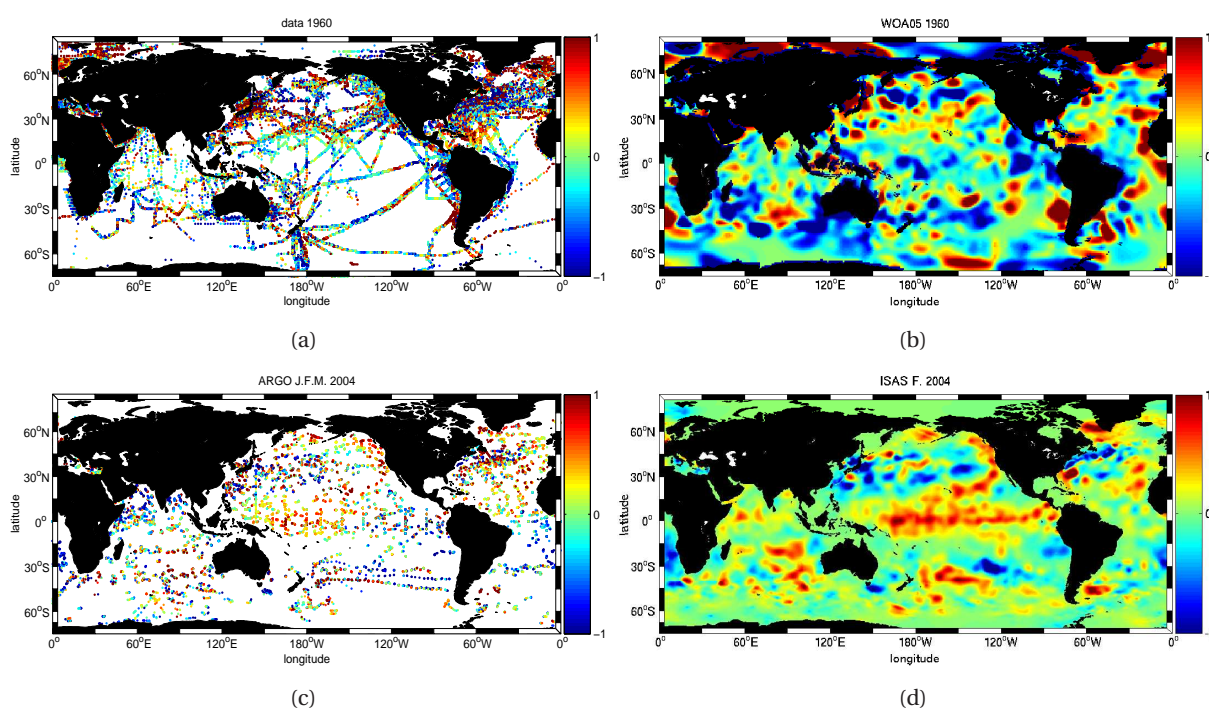 data 1960
WOA05 1960
60°N
30°N
0°
30°S
60°S
latitude
0°
60°E
120°E
180°W
120°W
60°W
0°
longitude
1
0
−1
60°N
30°N
0°
30°S
60°S
latitude
0°
60°E
120°E
180°W
120°W
60°W
0°
longitude
1
0
(a)
(b)
ARGO J.F.M. 2004
ISAS F. 2004
60°N
30°N
0°
30°S
60°S
latitude
0°
60°E
120°E
180°W
120°W
60°W
0°
longitude
1
0
−1
60°N
30°N
0°
30°S
60°S
latitude
0°
60°E
120°E
180°W
120°W
60°W
0°
longitude
1
0
(c)
(d)